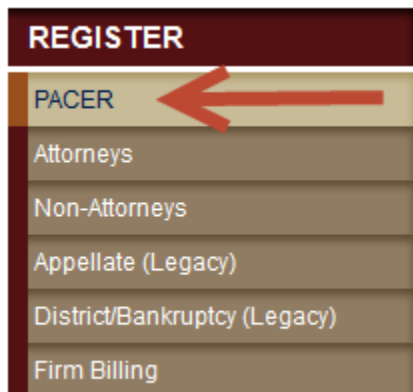 REGISTER
PACER
Attorneys
Non-Attorneys
Appellate (Legacy)
District/Bankruptcy (Legacy)
Firm Billing